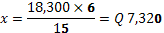 x = 18,300 × 6 / 15 = Q 7,320